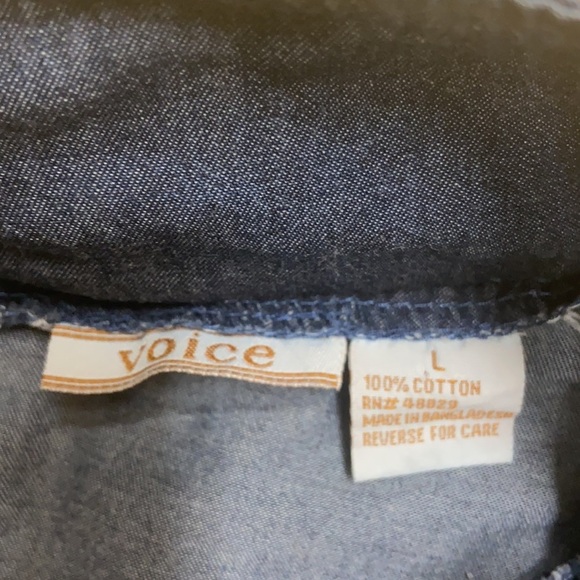 voice
L
100% COTTON
RN# 48029
MADE IN BANGLADESH
REVERSE FOR CARE